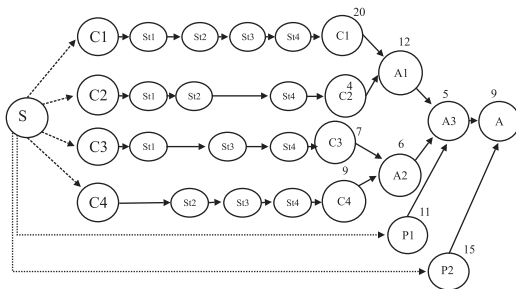 20
C1 St1 St2 St3 St4 C1
12
A1
C2 St1 St2 St4 4 C2
S
5
A3
9
A
C3 St1 St3 St4 C3 7
6
A2
C4 St2 St3 St4 9 C4
11
P1
15
P2